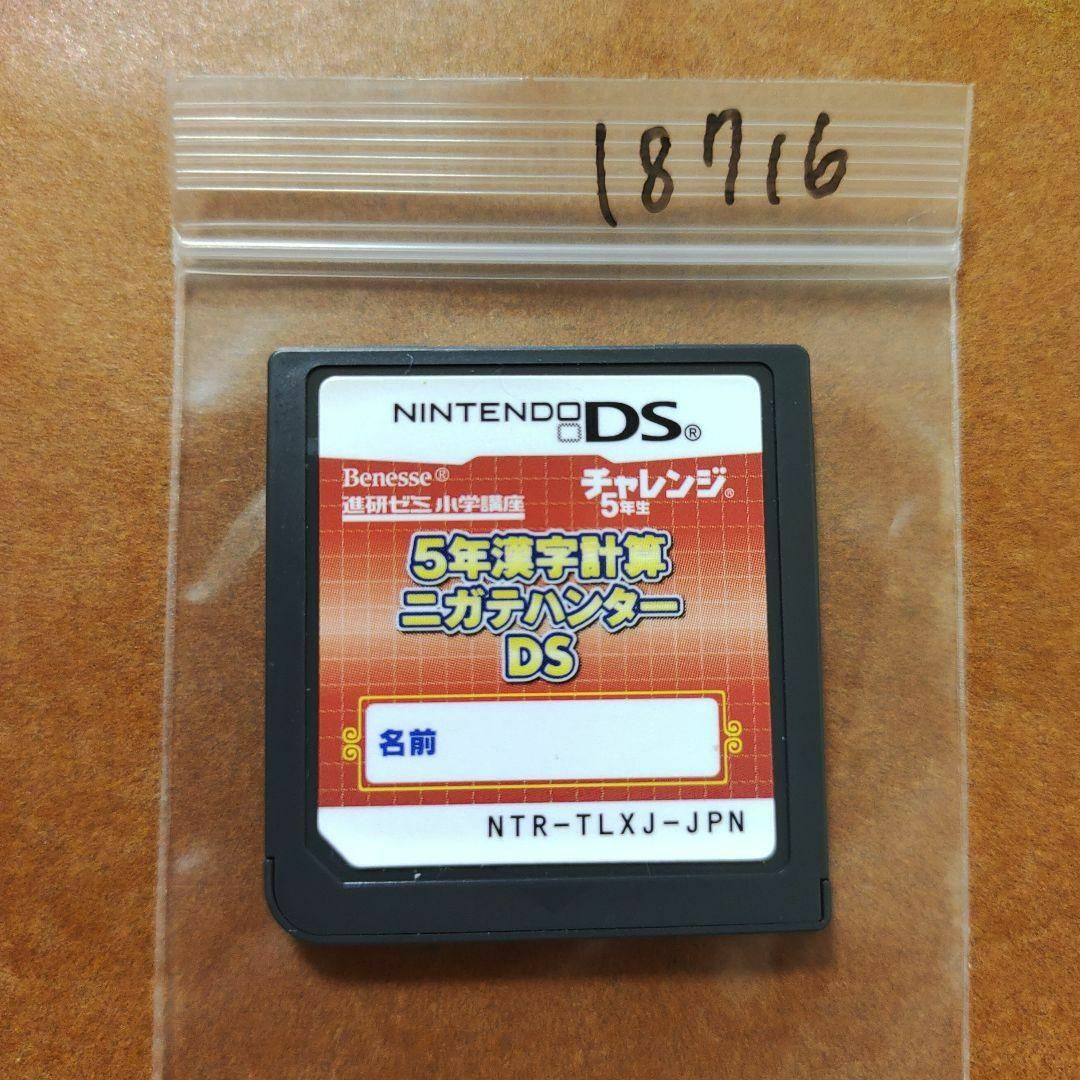 18716
NINTENDO DS®
Benesse® チャレンジ®
進研ゼミ 小学講座 5年生
5年漢字計算
ニガテハンター
DS
名前
NTR-TLXJ-JPN